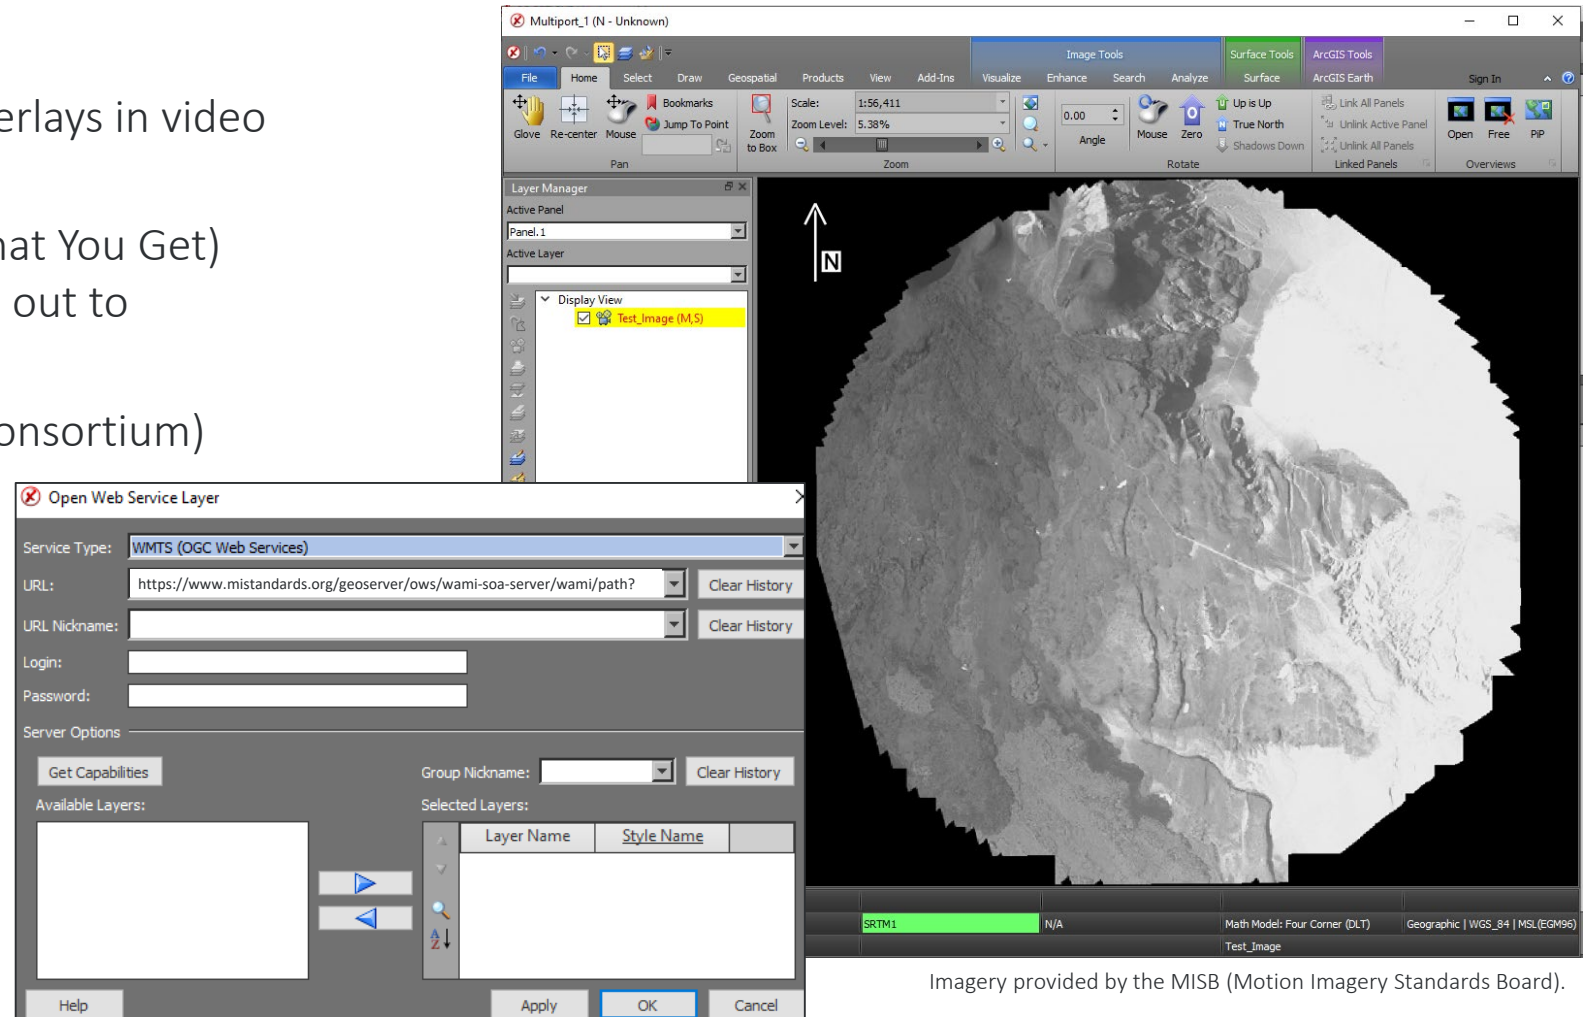 erlays in video
nat You Get)
out to
onsortium)
Multiport_1 (N - Unknown)
Image Tools
Surface Tools
ArcGIS Tools
File Home Select Draw Geospatial Products View Add-Ins Visualize Enhance Search Analyze Surface ArcGIS Earth Sign In
Glove Re-center Mouse
Bookmarks
Jump To Point
Pan
Zoom to Box
Scale: 1:56,411
Zoom Level: 5.38%
Zoom
0.00
Angle
Mouse Zero
Up is Up
True North
Shadows Down
Rotate
Link All Panels
Unlink Active Panel
Unlink All Panels
Linked Panels
Open Free PiP
Overviews
Layer Manager
Active Panel
Panel.1
Active Layer
Display View
Test_Image (M,S)
N
SRTM1 N/A Math Model: Four Corner (DLT) Geographic | WGS_84 | MSL(EGM96)
Test_Image
Open Web Service Layer
Service Type: WMTS (OGC Web Services)
URL: https://www.mistandards.org/geoserver/ows/wami-soa-server/wami/path? Clear History
URL Nickname: Clear History
Login:
Password:
Server Options
Get Capabilities Group Nickname: Clear History
Available Layers: Selected Layers:
Layer Name Style Name
A
Z
Help Apply OK Cancel
Imagery provided by the MISB (Motion Imagery Standards Board).